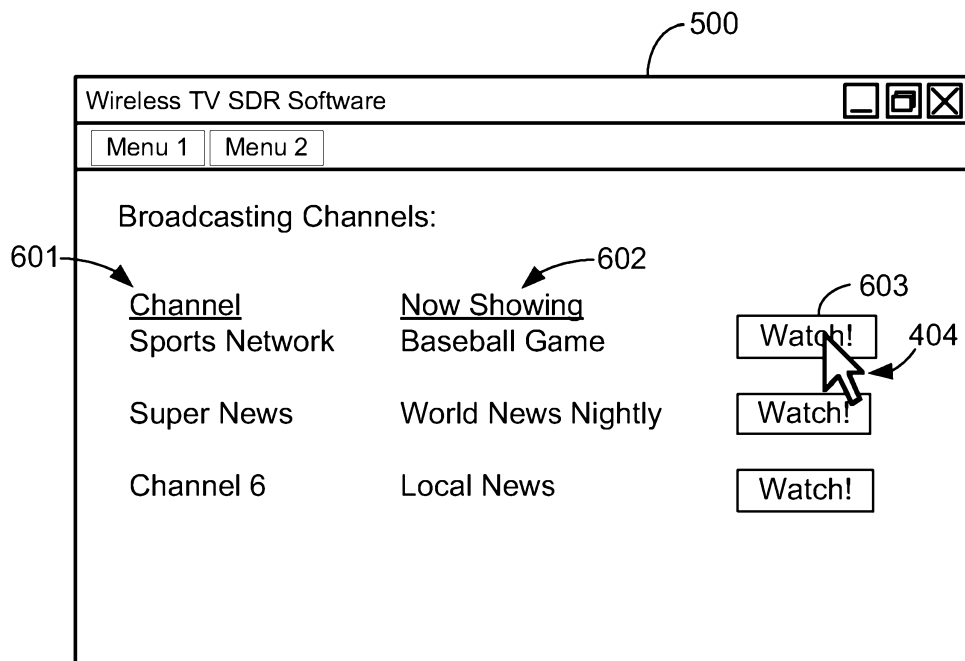 500
Wireless TV SDR Software
Menu 1 Menu 2
Broadcasting Channels:
601 602 603
Channel Now Showing
Sports Network Baseball Game Watch! 404
Super News World News Nightly Watch!
Channel 6 Local News Watch!